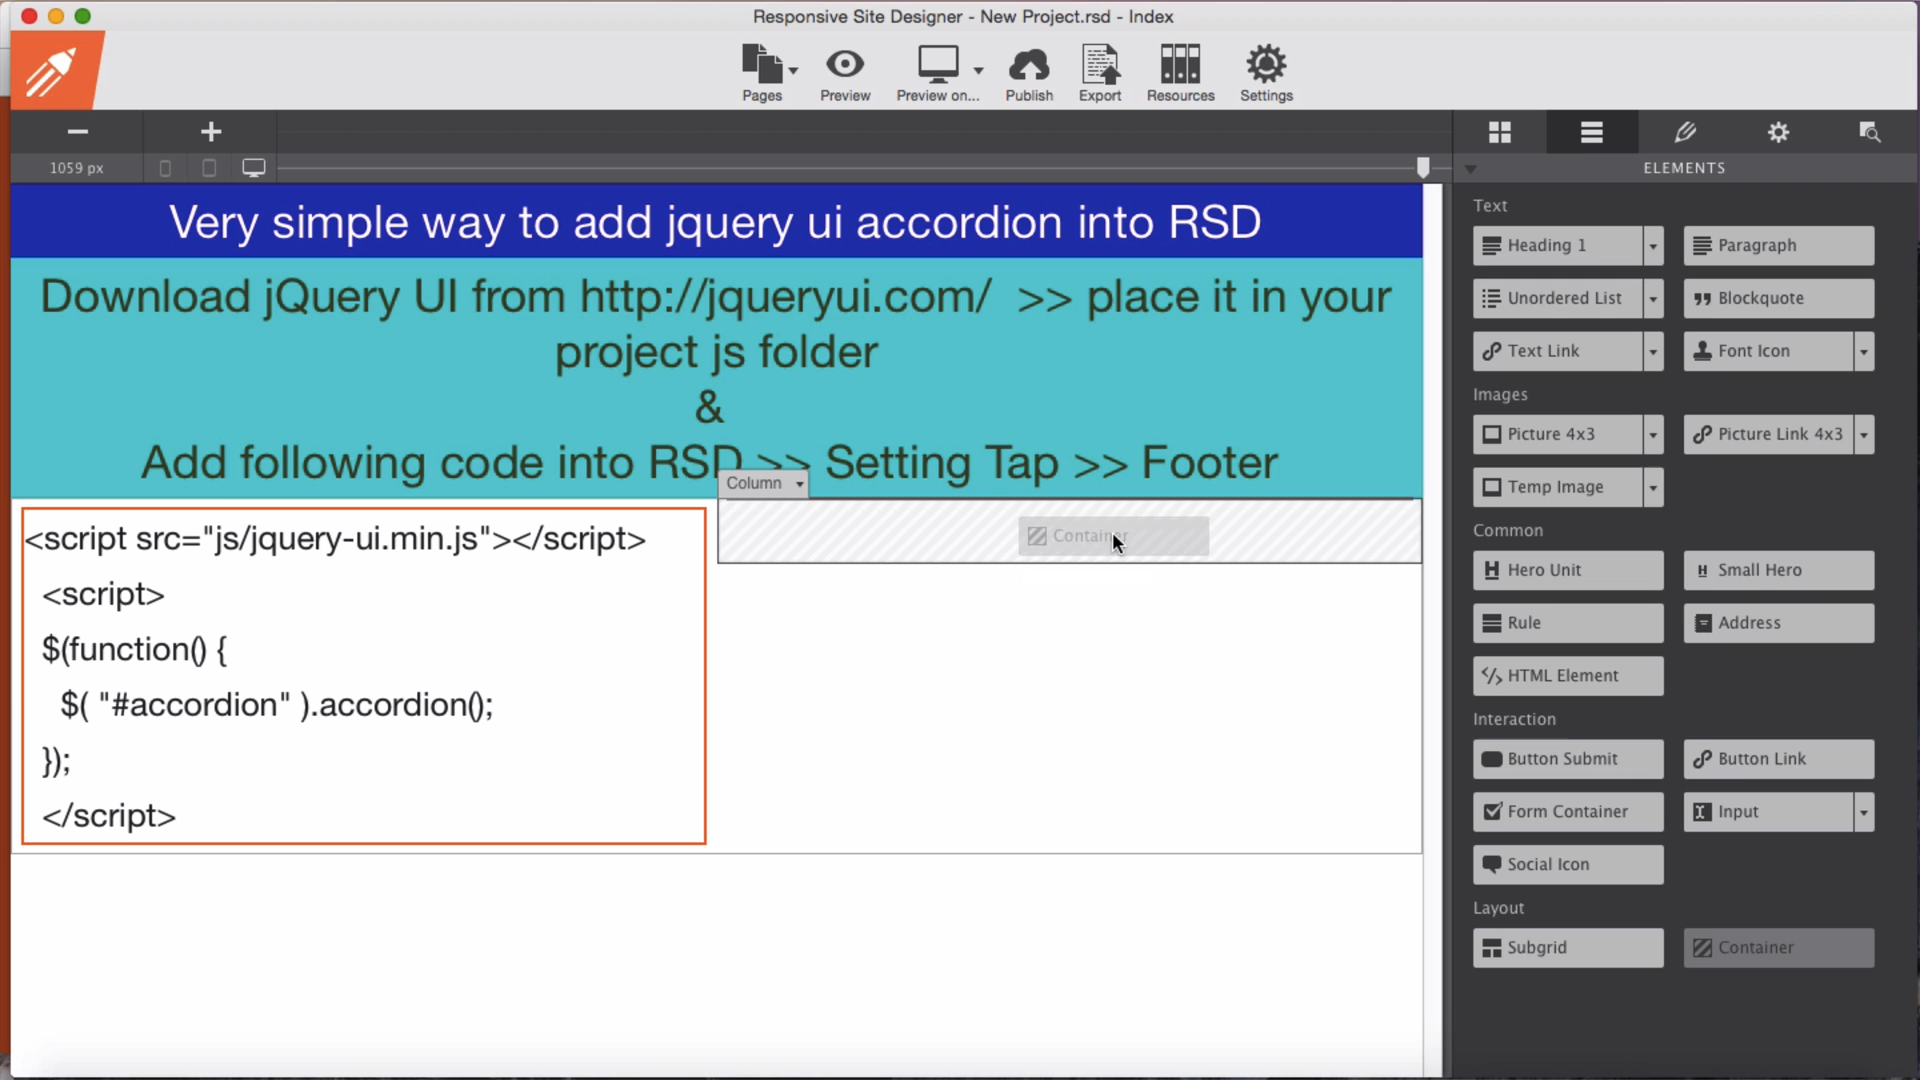 Responsive Site Designer - New Project.rsd - Index
Pages
Preview
Preview on...
Publish
Export
Resources
Settings
1059 px
ELEMENTS
Very simple way to add jquery ui accordion into RSD
Download jQuery UI from http://jqueryui.com/ >> place it in your
project js folder
&
Add following code into RSD >> Setting Tap >> Footer
Column
Container
<script src="js/jquery-ui.min.js"></script>
<script>
$(function() {
$( "#accordion" ).accordion();
});
</script>
Text
Heading 1
Paragraph
Unordered List
Blockquote
Text Link
Font Icon
Images
Picture 4x3
Picture Link 4x3
Temp Image
Common
Hero Unit
Small Hero
Rule
Address
HTML Element
Interaction
Button Submit
Button Link
Form Container
Input
Social Icon
Layout
Subgrid
Container